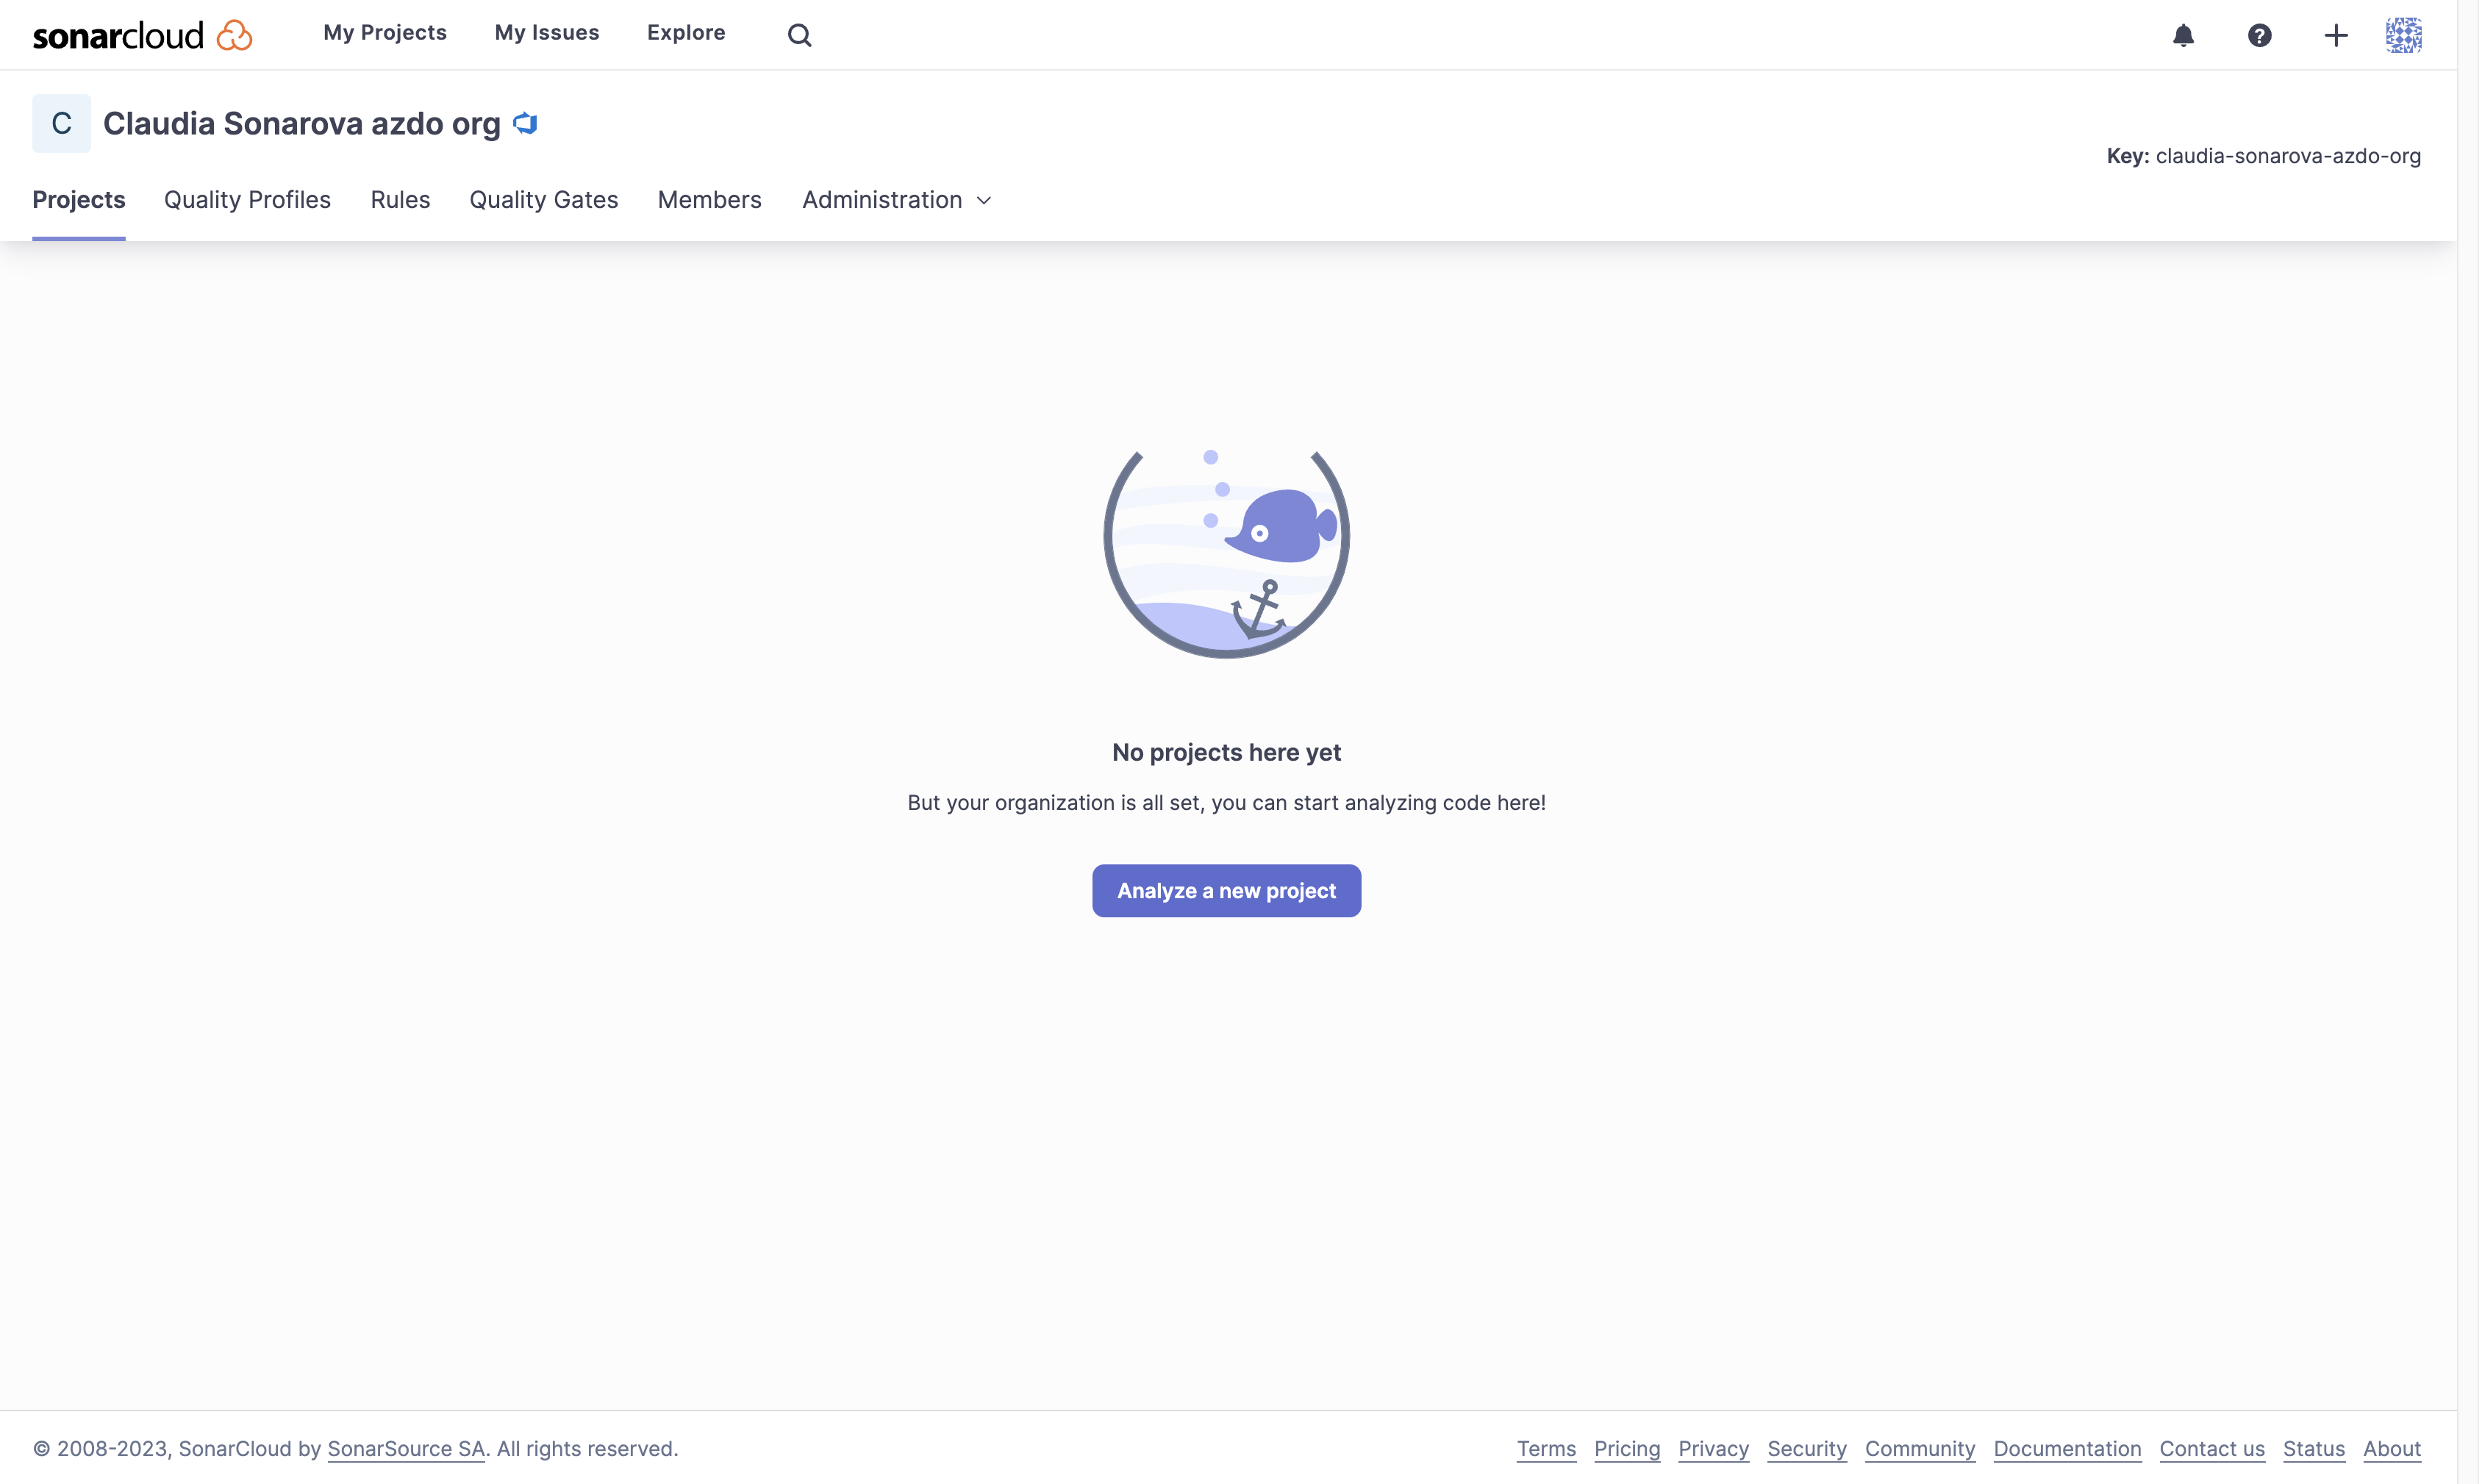 sonarcloud My Projects My Issues Explore
C Claudia Sonarova azdo org
Key: claudia-sonarova-azdo-org
Projects Quality Profiles Rules Quality Gates Members Administration
No projects here yet
But your organization is all set, you can start analyzing code here!
Analyze a new project
© 2008-2023, SonarCloud by SonarSource SA. All rights reserved. Terms Pricing Privacy Security Community Documentation Contact us Status About